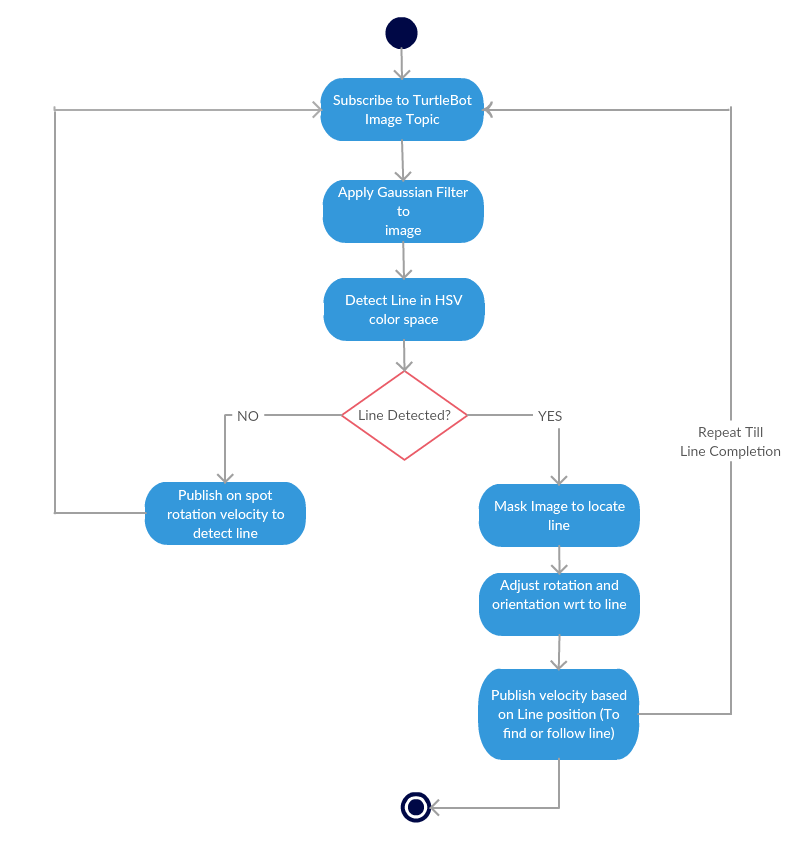 Subscribe to TurtleBot
Image Topic
Apply Gaussian Filter
to
image
Detect Line in HSV
color space
Line Detected?
NO
YES
Publish on spot
rotation velocity to
detect line
Mask Image to locate
line
Adjust rotation and
orientation wrt to line
Publish velocity based
on Line position (To
find or follow line)
Repeat Till
Line Completion